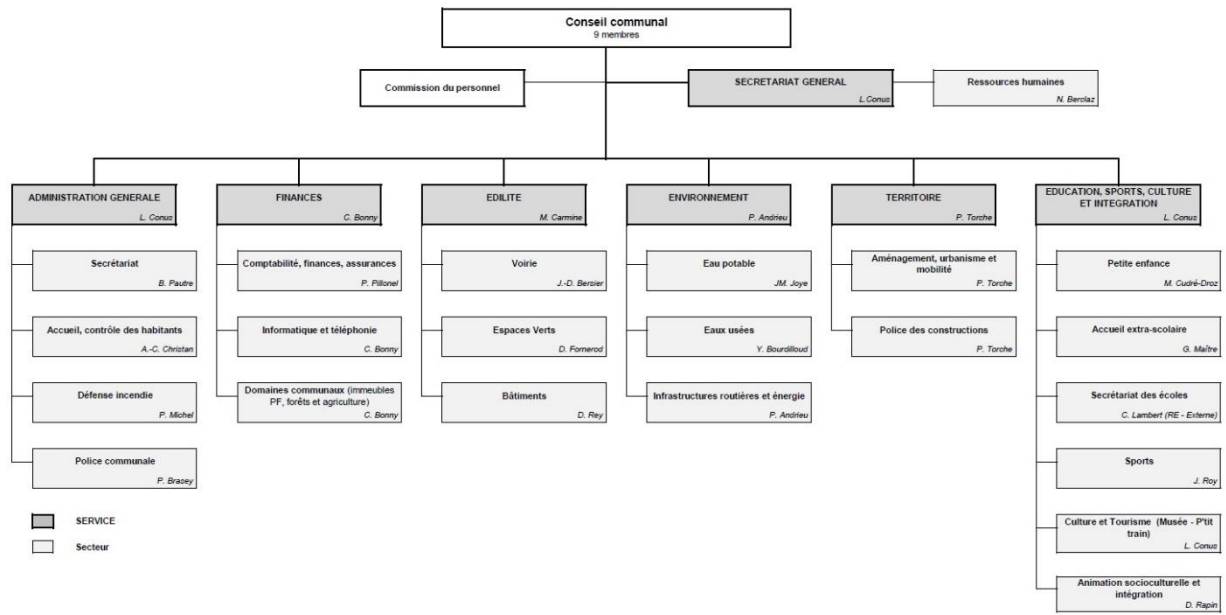 Conseil communal
9 membres
Commission du personnel
SECRETARIAT GENERAL
L.Conus
Ressources humaines
N. Berclaz
ADMINISTRATION GENERALE
L. Conus
Secrétariat
B. Pautre
Accueil, contrôle des habitants
A.-C. Christan
Défense incendie
P. Michel
Police communale
P. Brasey
FINANCES
C. Bonny
Comptabilité, finances, assurances
P. Pillonel
Informatique et téléphonie
C. Bonny
Domaines communaux (immeubles
PF, forêts et agriculture)
C. Bonny
EDILITE
M. Carmine
Voirie
J.-D. Bersier
Espaces Verts
D. Fornerod
Bâtiments
D. Rey
ENVIRONNEMENT
P. Andrieu
Eau potable
JM. Joye
Eaux usées
Y. Bourdilloud
Infrastructures routières et énergie
P. Andrieu
TERRITOIRE
P. Torche
Aménagement, urbanisme et
mobilité
P. Torche
Police des constructions
P. Torche
EDUCATION, SPORTS, CULTURE
ET INTEGRATION
L. Conus
Petite enfance
M. Cudré-Droz
Accueil extra-scolaire
G. Maître
Secrétariat des écoles
C. Lambert (RE - Externe)
Sports
J. Roy
Culture et Tourisme (Musée - P'tit
train)
L. Conus
Animation socioculturelle et
intégration
D. Rapin
SERVICE
Secteur